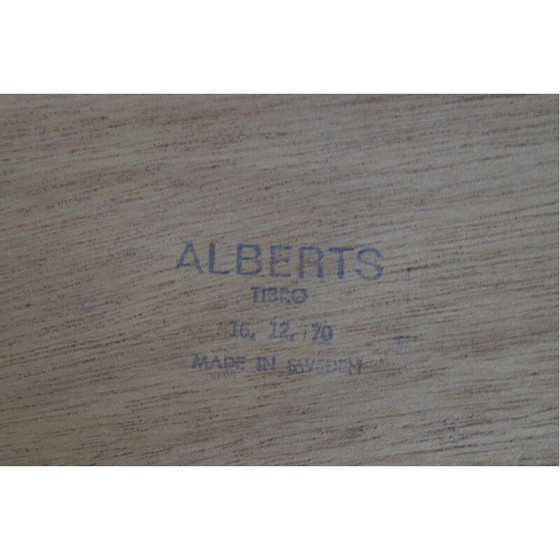 ALBERTS
TIBRO
16. 12. 70
MADE IN SWEDEN